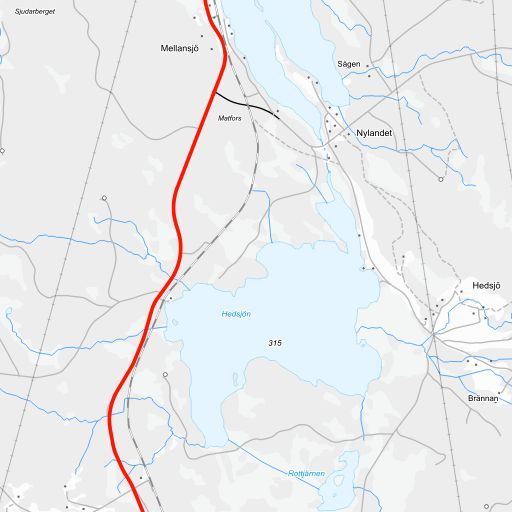 Sjudarberget
Mellansjö
Sågen
Matfors
Nylandet
Hedsjö
Hedsjön
315
Brännan
Rottjärnen